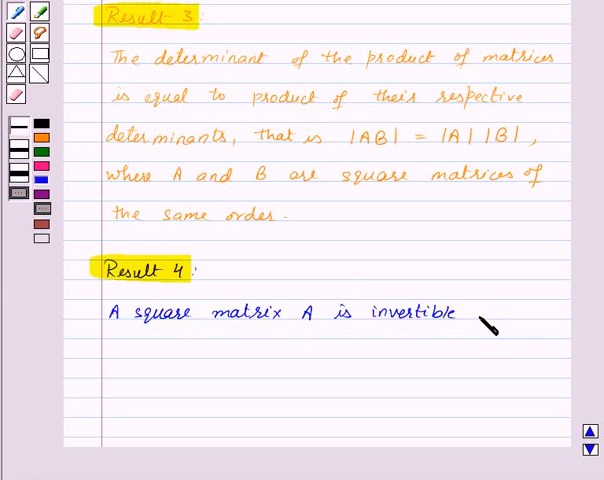 Result 3:
The determinant of the product of matrices
is equal to product of their respective
determinants, that is |AB| = |A| |B|,
where A and B are square matrices of
the same order.
Result 4:
A square matrix A is invertible